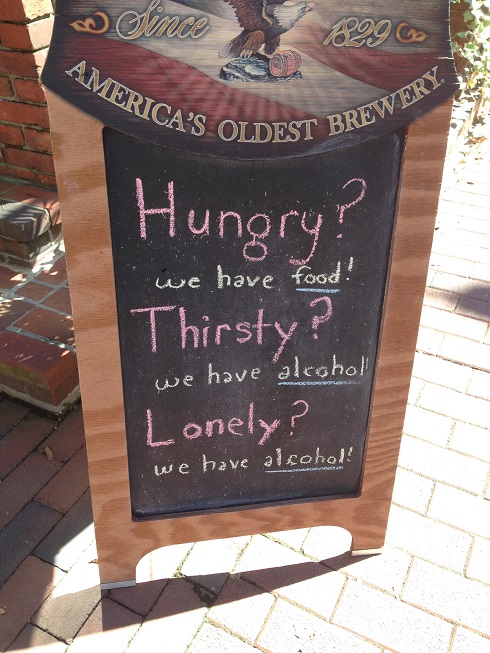 Since 1829
AMERICA'S OLDEST BREWERY
Hungry?
we have food!
Thirsty?
we have alcohol!
Lonely?
we have alcohol!